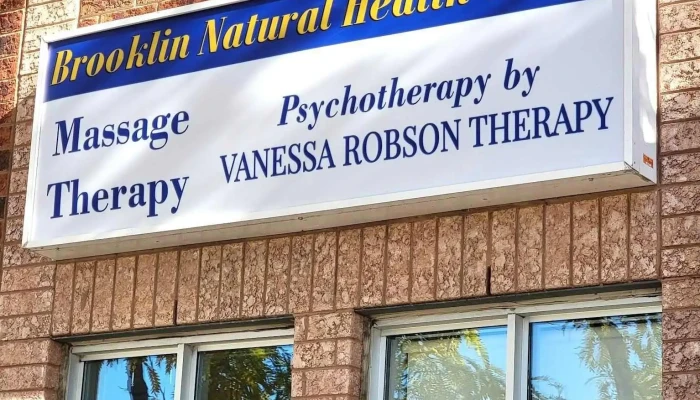 Brooklin Natural Health
Massage
Therapy
Psychotherapy by
VANESSA ROBSON THERAPY